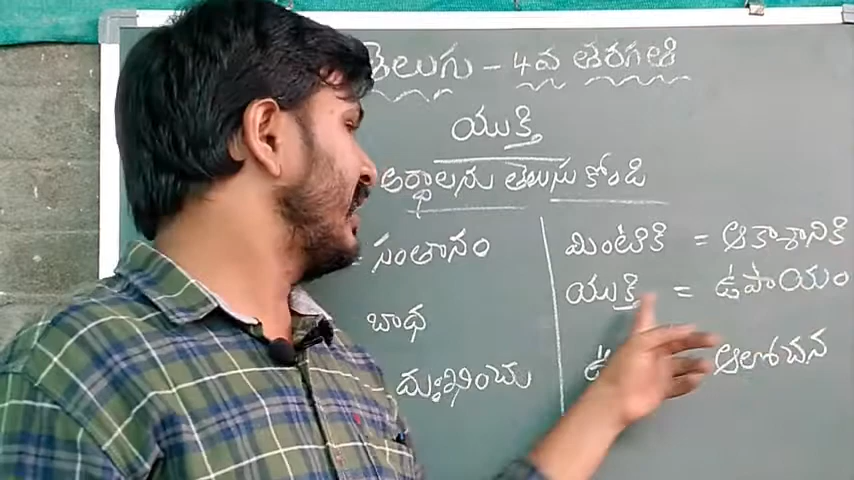 తెలుగు - 4వ తరగతి
యుక్తి
అర్థాలను తెలుసుకోండి
= సంతానం
బాధ
దుఃఖించు
మింటికి = ఆకాశానికి
యుక్తి = ఉపాయం
ఆలోచన